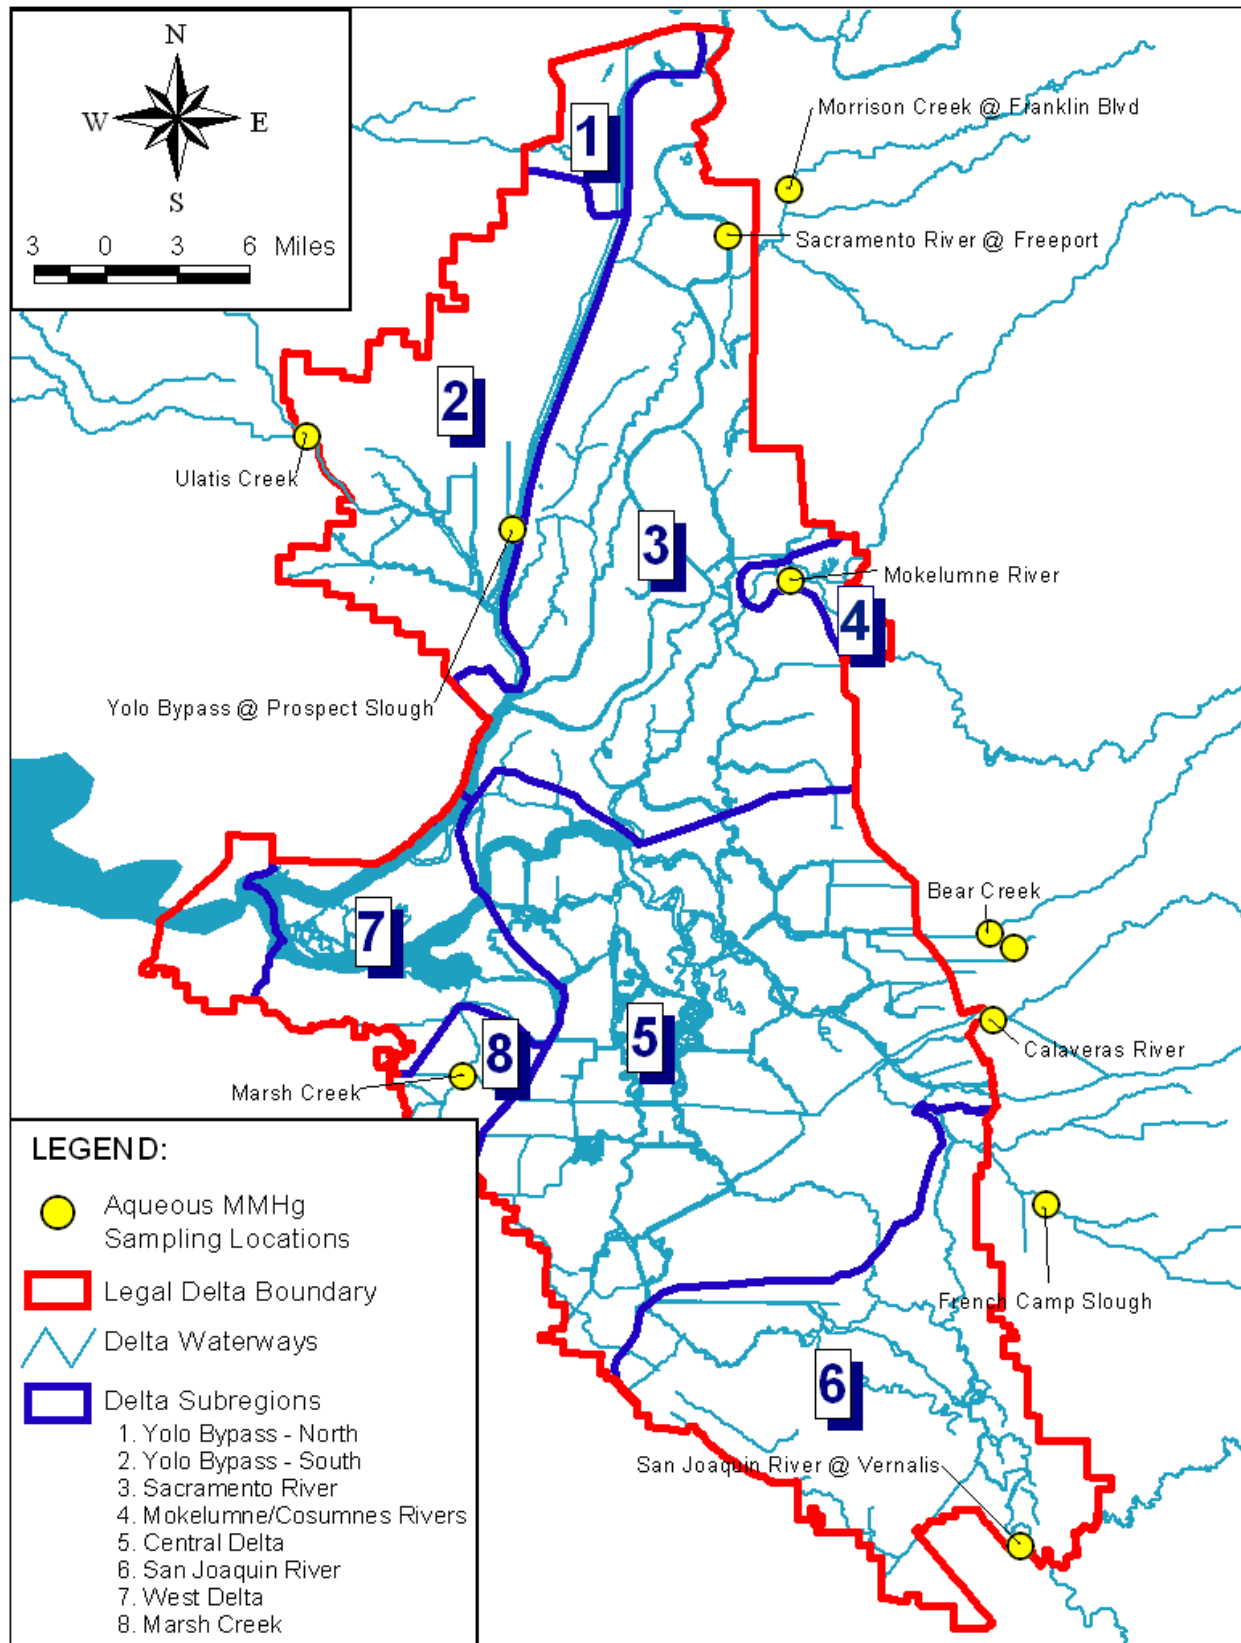 N
W
E
S
3 0 3 6 Miles
Morrison Creek @ Franklin Blvd
1
Sacramento River @ Freeport
2
Ulatis Creek
3
Mokelumne River
4
Yolo Bypass @ Prospect Slough
Bear Creek
7
5
8
Calaveras River
Marsh Creek
French Camp Slough
6
San Joaquin River @ Vernalis
LEGEND:
Aqueous MMHg
Sampling Locations
Legal Delta Boundary
Delta Waterways
Delta Subregions
1. Yolo Bypass - North
2. Yolo Bypass - South
3. Sacramento River
4. Mokelumne/Cosumnes Rivers
5. Central Delta
6. San Joaquin River
7. West Delta
8. Marsh Creek